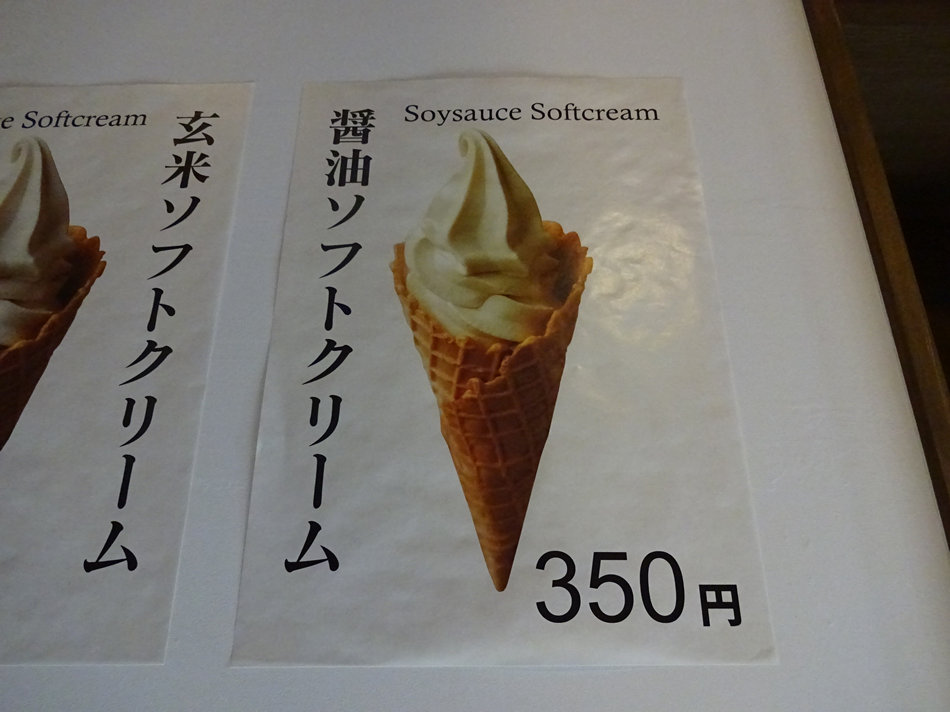 Softcream
玄米ソフトクリーム
Soysauce Softcream
醤油ソフトクリーム
350円